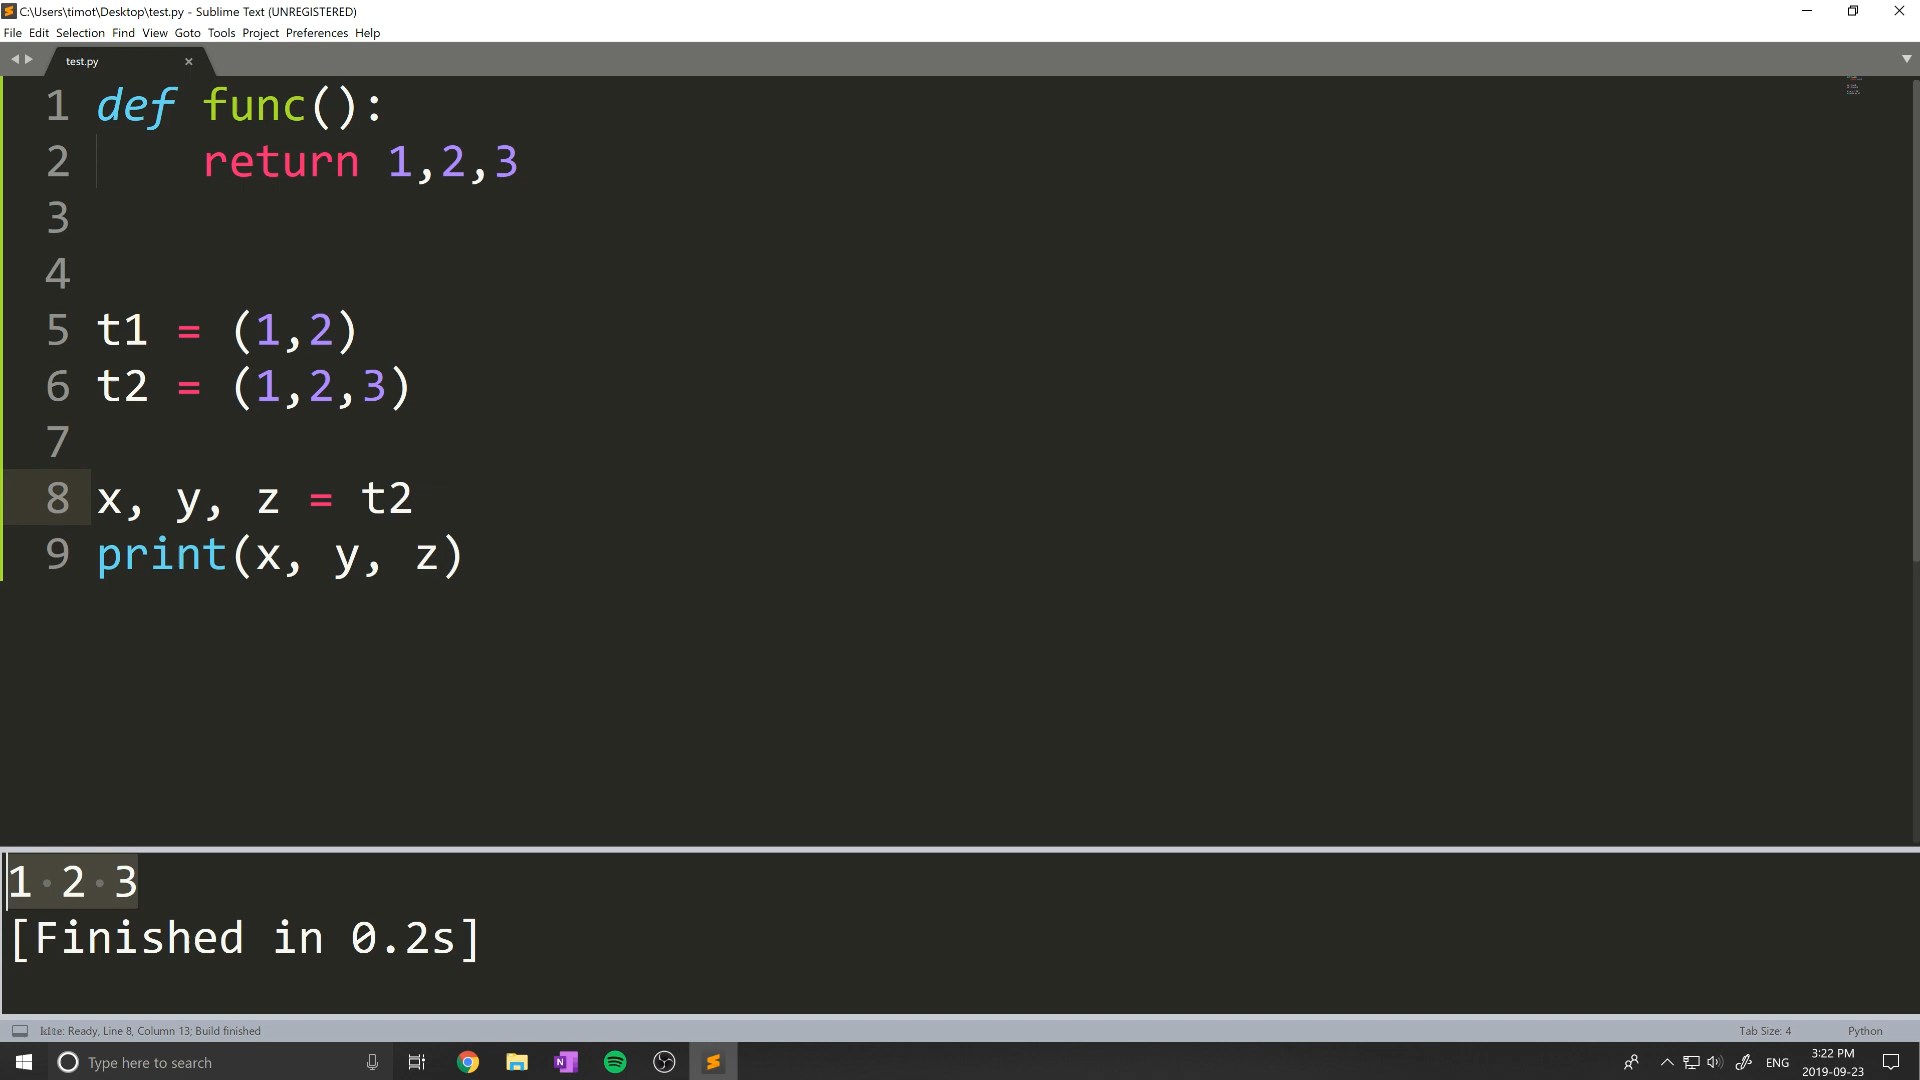 C:\Users\timot\Desktop\test.py - Sublime Text (UNREGISTERED)
File Edit Selection Find View Goto Tools Project Preferences Help
test.py
1 def func():
2     return 1,2,3
3
4
5 t1 = (1,2)
6 t2 = (1,2,3)
7
8 x, y, z = t2
9 print(x, y, z)
1 2 3
[Finished in 0.2s]
kite: Ready, Line 8, Column 13; Build finished
Tab Size: 4 Python
Type here to search
ENG
3:22 PM
2019-09-23